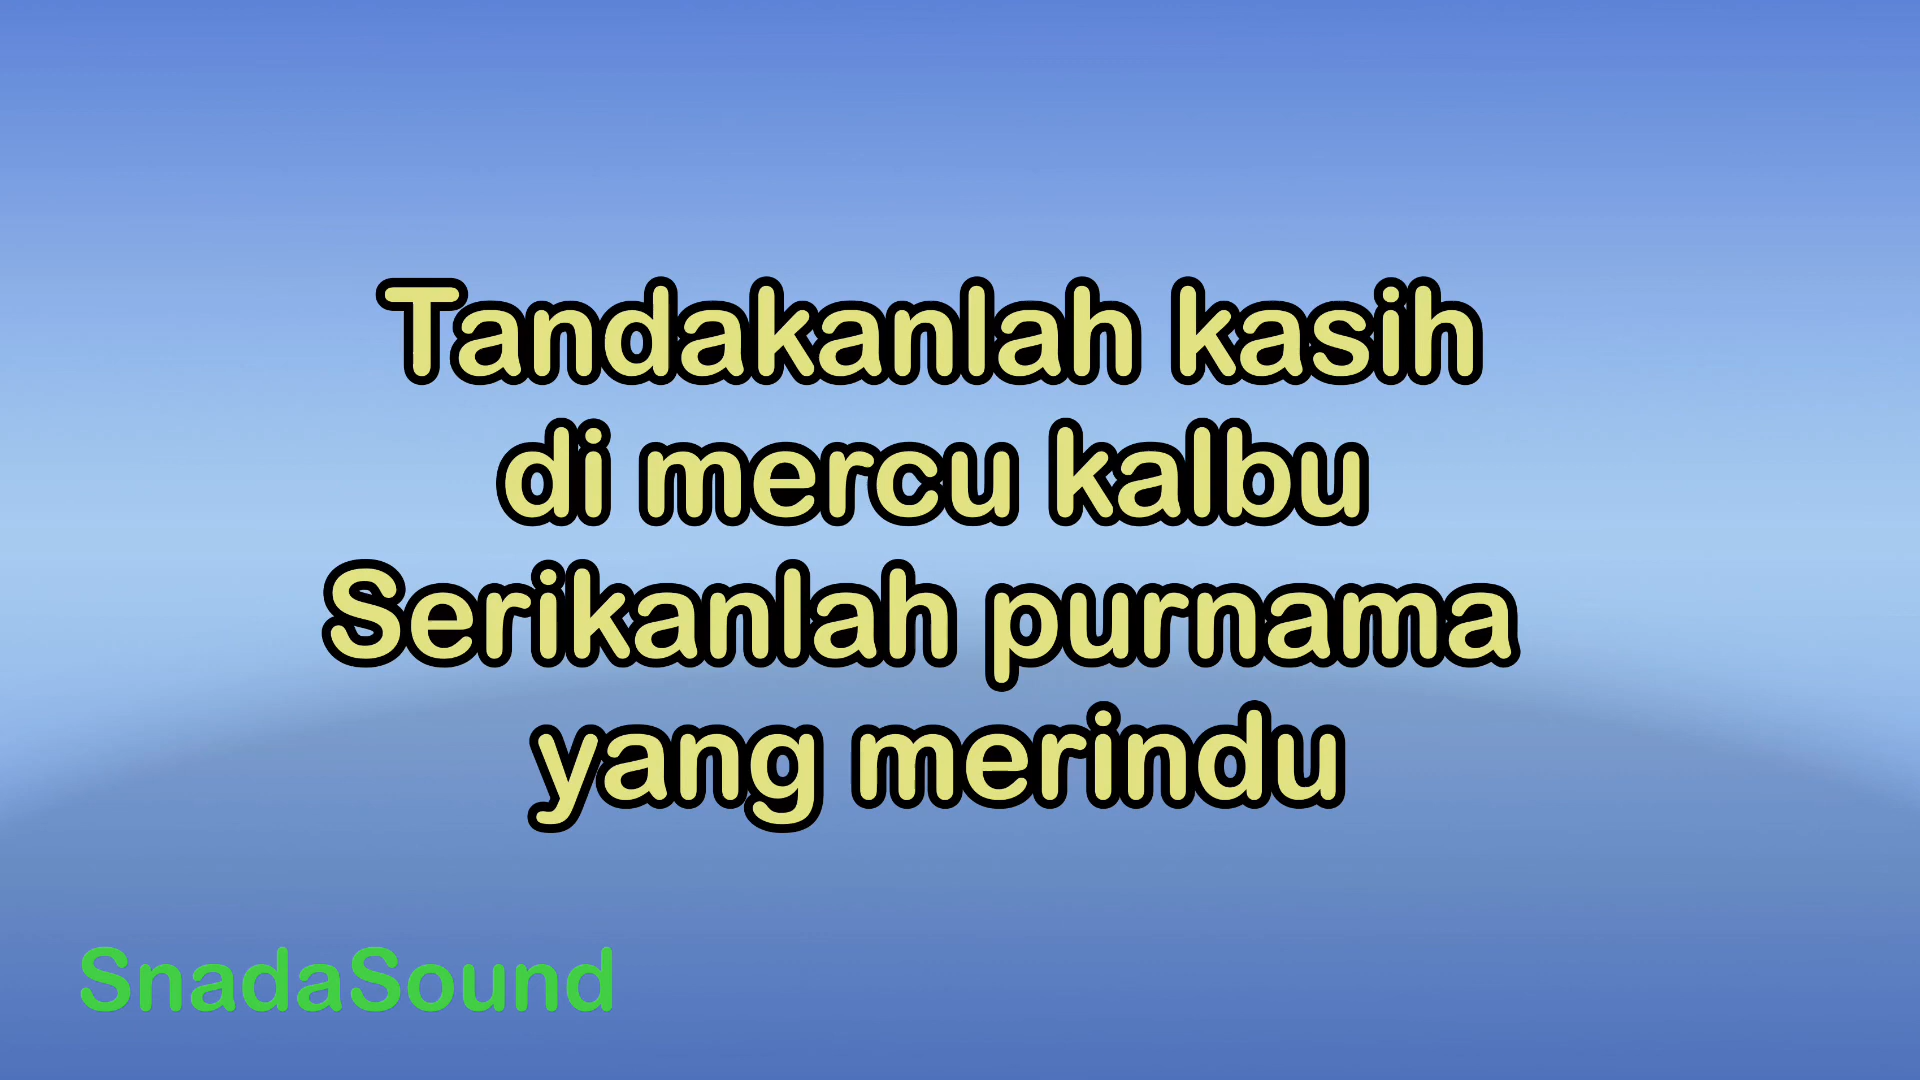 Tandakanlah kasih
di mercu kalbu
Serikanlah purnama
yang merindu
SnadaSound